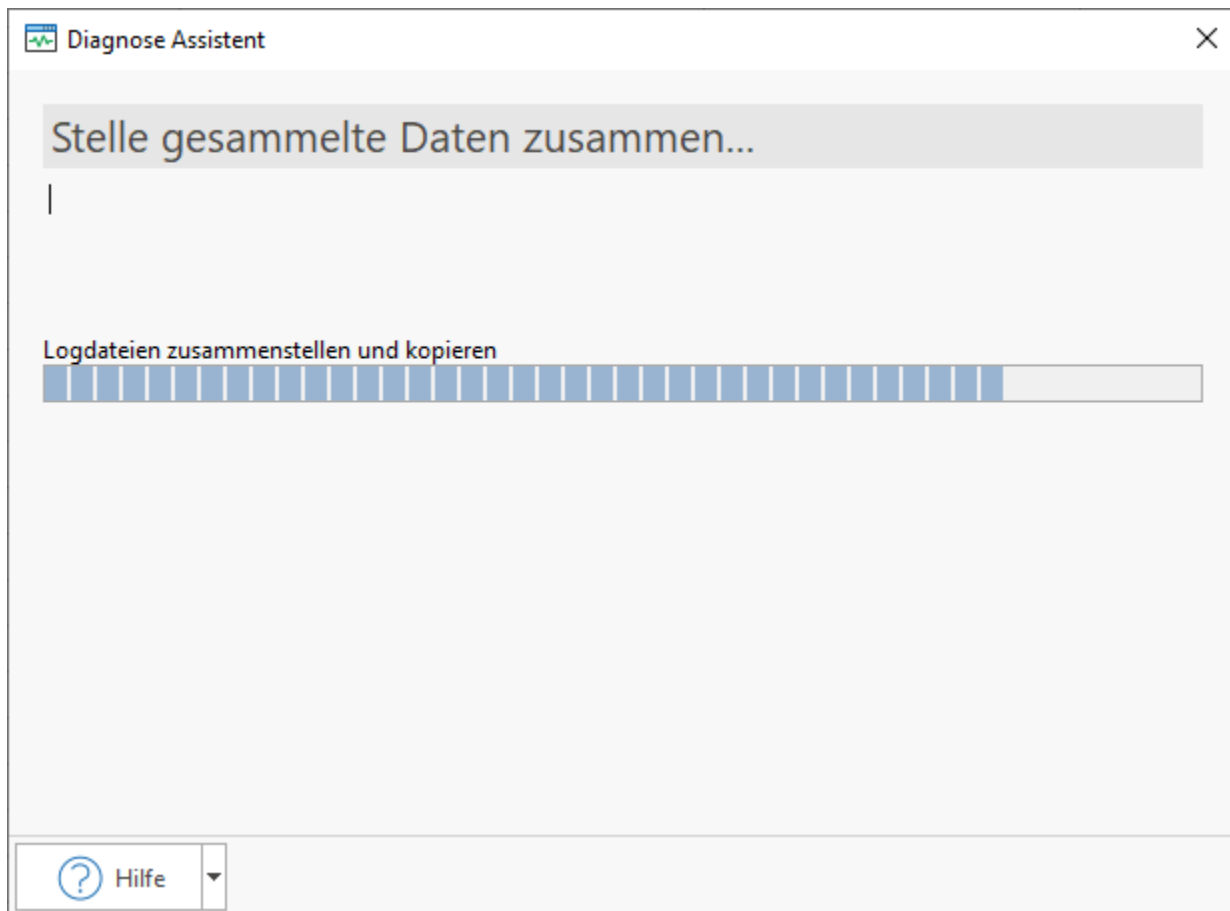 Diagnose Assistent
Stelle gesammelte Daten zusammen...
Logdateien zusammenstellen und kopieren
Hilfe